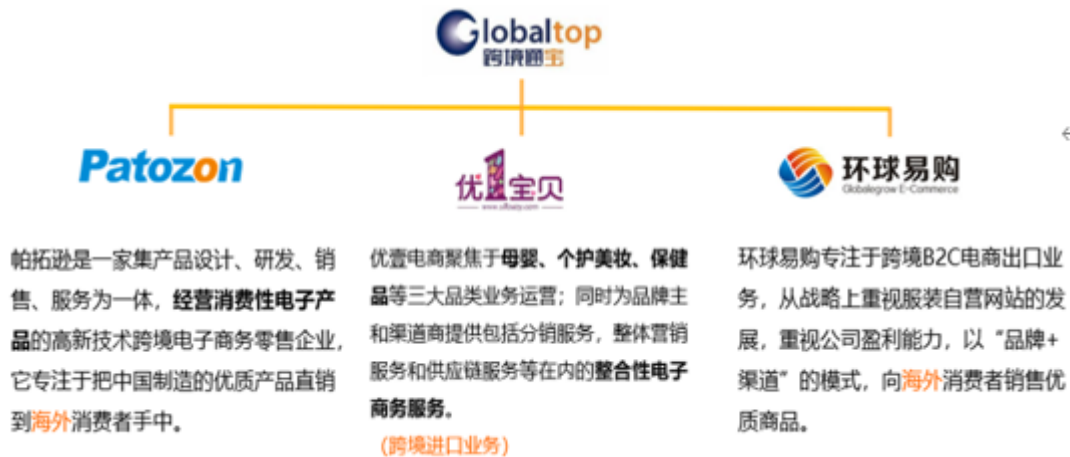 Globaltop
跨境通宝
Patozon
优1宝贝
环球易购
Globalegrow E-Commerce
帕拓逊是一家集产品设计、研发、销
售、服务为一体，经营消费性电子产
品的高新技术跨境电子商务零售企业，
它专注于把中国制造的优质产品直销
到海外消费者手中。
优壹电商聚焦于母婴、个护美妆、保健
品等三大品类业务运营；同时为品牌主
和渠道商提供包括分销服务，整体营销
服务和供应链服务等在内的整合性电子
商务服务。
（跨境进口业务）
环球易购专注于跨境B2C电商出口业
务，从战略上重视服装自营网站的发
展，重视公司盈利能力，以“品牌+
渠道”的模式，向海外消费者销售优
质商品。